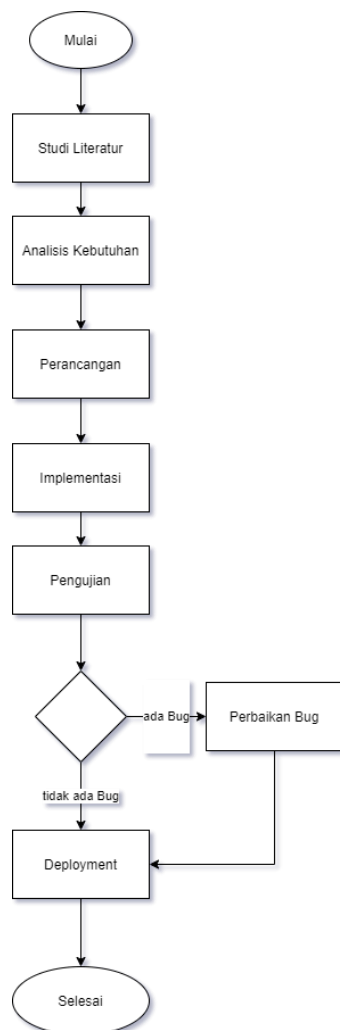 Mulai
Studi Literatur
Analisis Kebutuhan
Perancangan
Implementasi
Pengujian
ada Bug
Perbaikan Bug
tidak ada Bug
Deployment
Selesai